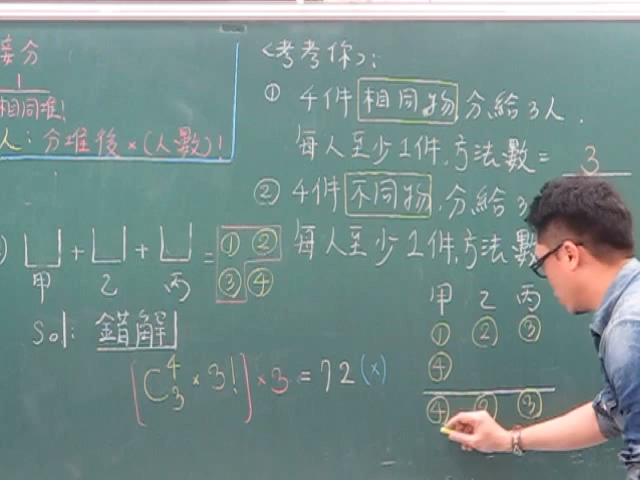 接分
1
相同堆!
人:分堆後×(人數)!
<考考你>:
① 4件相同物,分給3人.
每人至少1件,方法數=3
② 4件不同物,分給3
每人至少1件,方法數
甲 + 乙 + 丙 = ① ② ③ ④
Sol: 錯解
[C⁴₃×3!]×3=72(×)
甲 乙 丙
① ② ③
④
④ ② ③